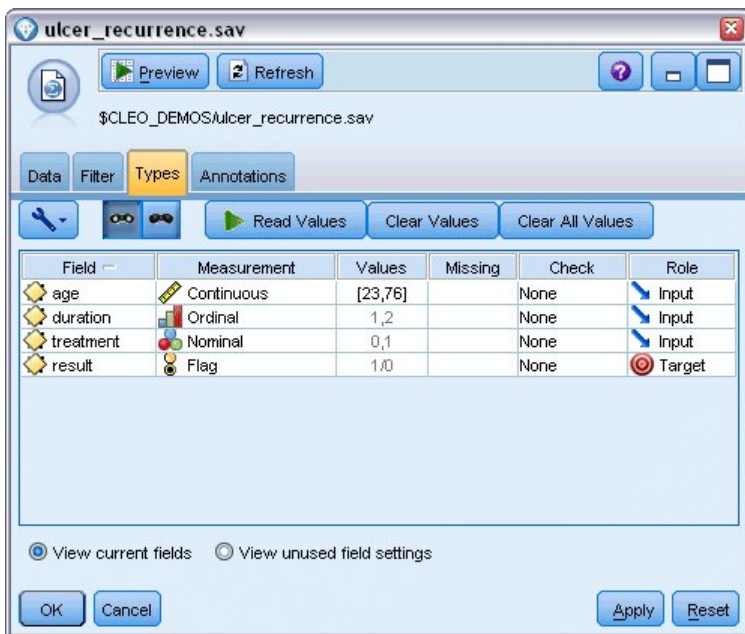 ulcer_recurrence.sav
Preview Refresh
$CLEO_DEMOS/ulcer_recurrence.sav
Data Filter Types Annotations
Read Values Clear Values Clear All Values
Field Measurement Values Missing Check Role
age Continuous [23,76] None Input
duration Ordinal 1,2 None Input
treatment Nominal 0,1 None Input
result Flag 1/0 None Target
View current fields View unused field settings
OK Cancel Apply Reset